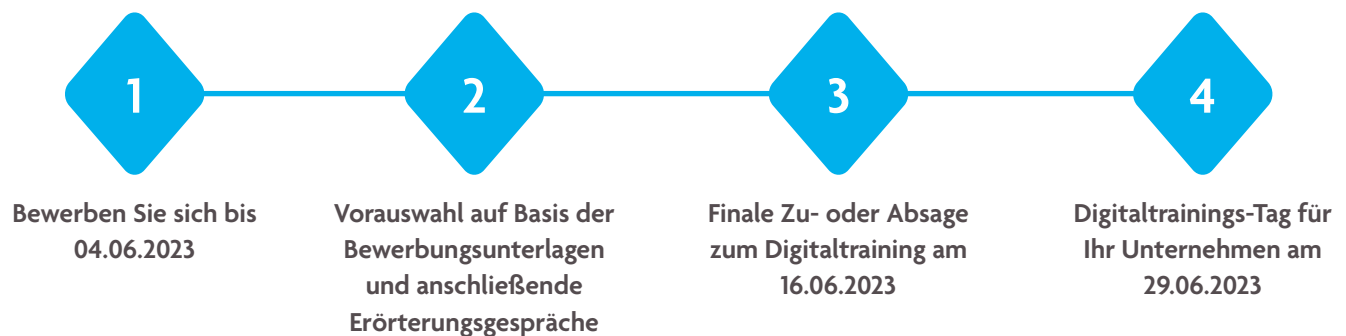 1
2
3
4
Bewerben Sie sich bis
04.06.2023
Vorauswahl auf Basis der
Bewerbungsunterlagen
und anschließende
Erörterungsgespräche
Finale Zu- oder Absage
zum Digitaltraining am
16.06.2023
Digitaltrainings-Tag für
Ihr Unternehmen am
29.06.2023